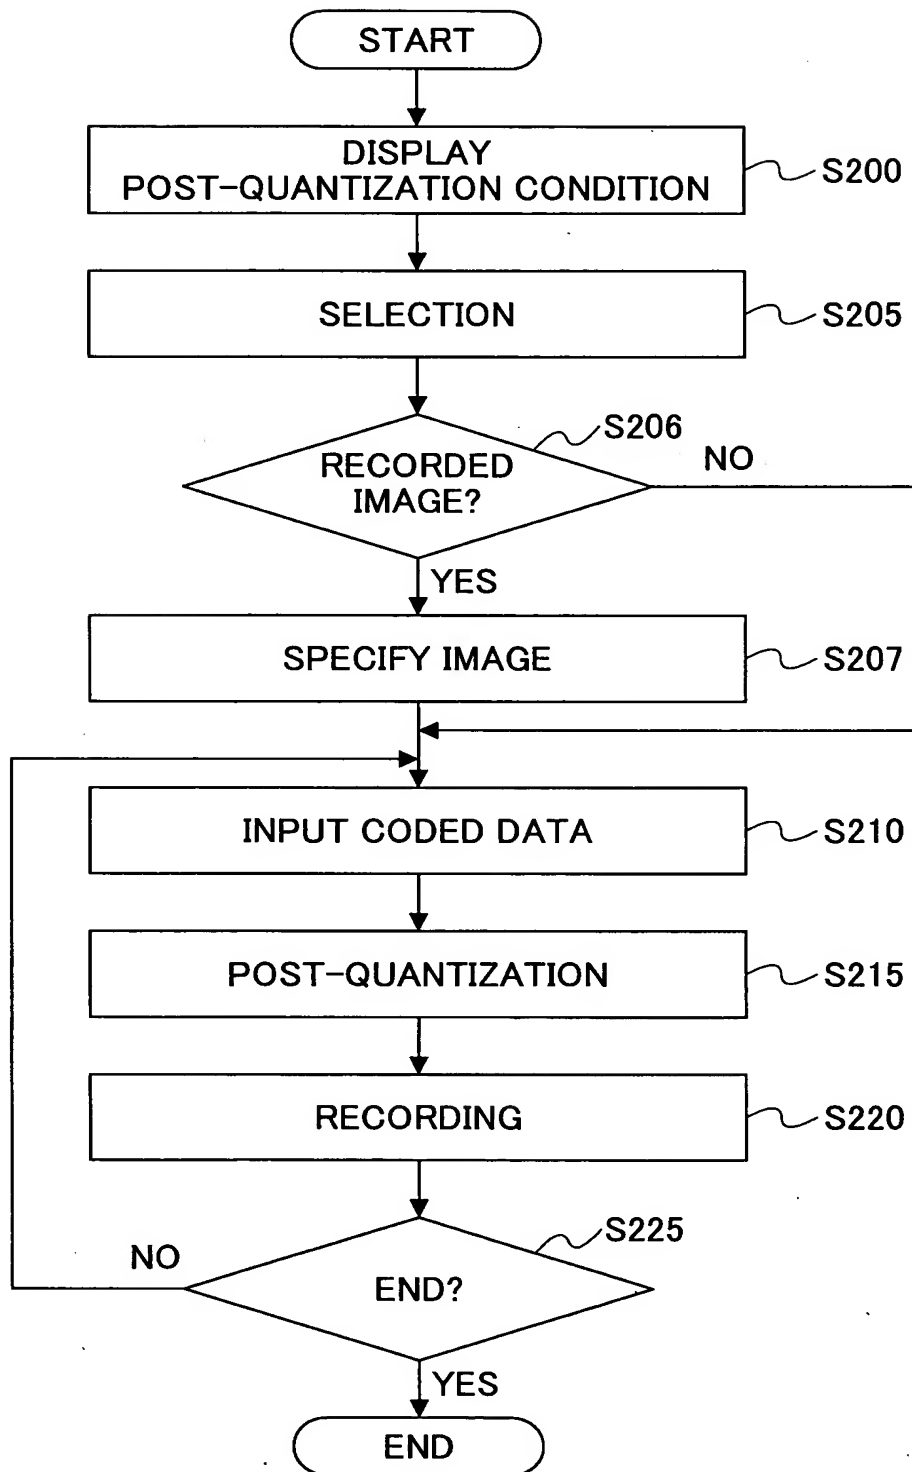 START
DISPLAY
POST-QUANTIZATION CONDITION
S200
SELECTION
S205
S206
RECORDED
IMAGE?
NO
YES
SPECIFY IMAGE
S207
INPUT CODED DATA
S210
POST-QUANTIZATION
S215
RECORDING
S220
S225
NO
END?
YES
END